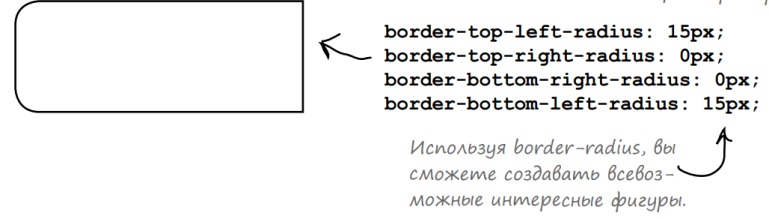 border-top-left-radius: 15px;
border-top-right-radius: 0px;
border-bottom-right-radius: 0px;
border-bottom-left-radius: 15px;
Используя border-radius, вы
сможете создавать всевоз-
можные интересные фигуры.